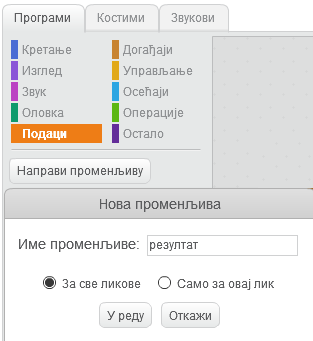 Програми Костими Звукови
Кретање Догађаји
Изглед Управљање
Звук Осећаји
Оловка Операције
Подаци Остало
Направи променљиву
Нова променљива
Име променљиве: резултат
За све ликове Само за овај лик
У реду Откажи